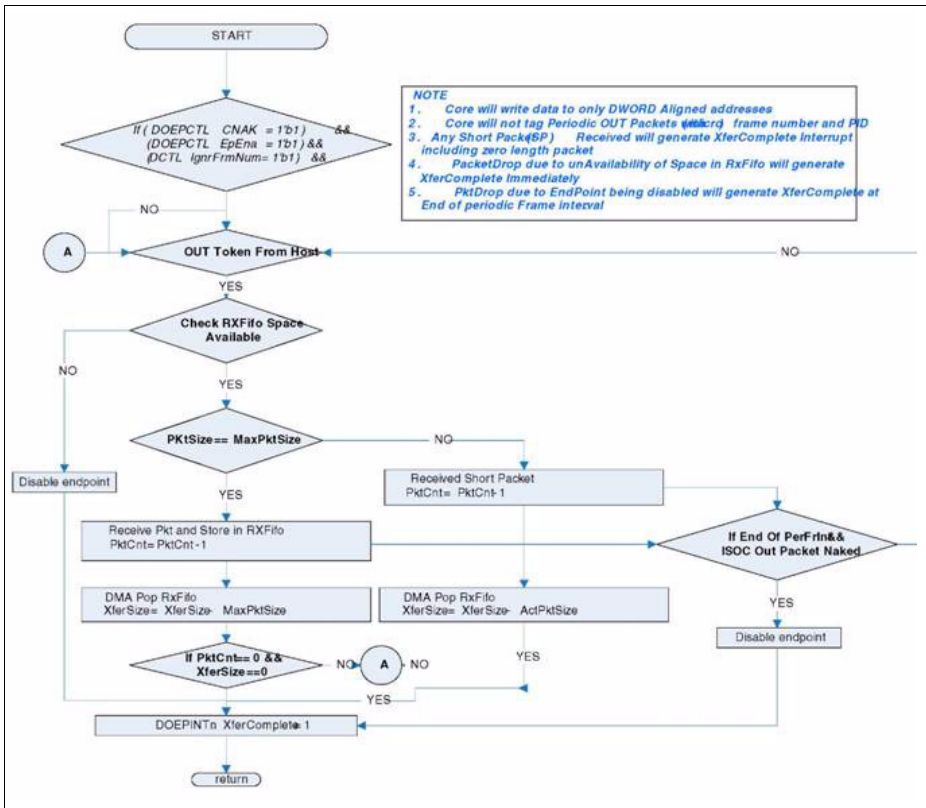 START
If ( DOEPCTL CNAK = 1'b1 ) &&
(DOEPCTL EpEna = 1'b1) &&
(DCTL IgnrFrmNum= 1'b1) &&
NOTE
1. Core will write data to only DWORD Aligned addresses
2. Core will not tag Periodic OUT Packets frame number and PID
3. Any Short Packet (SP) Received will generate XferComplete Interrupt
including zero length packet
4. PacketDrop due to unAvailability of Space in RxFifo will generate
XferComplete Immediately
5. PktDrop due to EndPoint being disabled will generate XferComplete at
End of periodic Frame interval
NO
A
OUT Token From Host
NO
YES
Check RXFifo Space
Available
NO
YES
PKtSize== MaxPktSize
NO
Disable endpoint
YES
Received Short Packet
PktCnt= PktCnt- 1
Receive Pkt and Store in RXFifo
PktCnt= PktCnt - 1
If End Of PerFrIn&&
ISOC Out Packet Naked
DMA Pop RxFifo
XferSize= XferSize- MaxPktSize
DMA Pop RxFifo
XferSize= XferSize- ActPktSize
YES
Disable endpoint
If PktCnt== 0 &&
XferSize==0
NO
A
NO
YES
YES
DOEPINTn XferComplete= 1
return